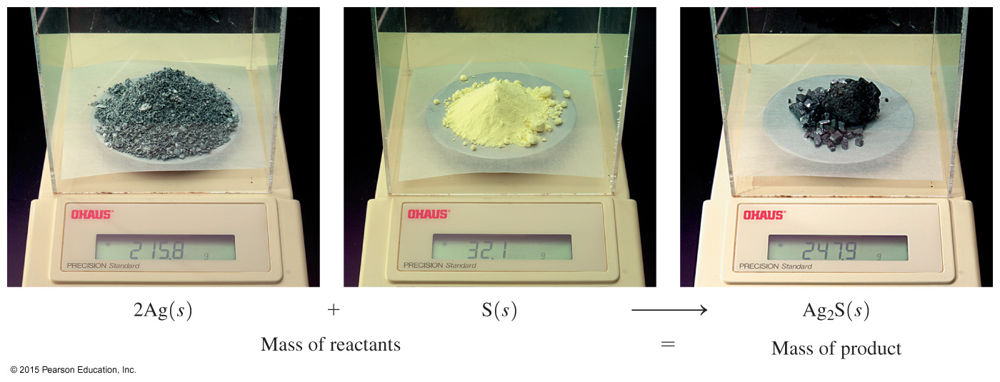 OHAUS®
* 215.8 g
PRECISION Standard
OHAUS®
* 32.1 g
PRECISION Standard
OHAUS®
* 247.9 g
PRECISION Standard
2Ag(s) + S(s) ⟶ Ag₂S(s)
Mass of reactants = Mass of product
© 2015 Pearson Education, Inc.